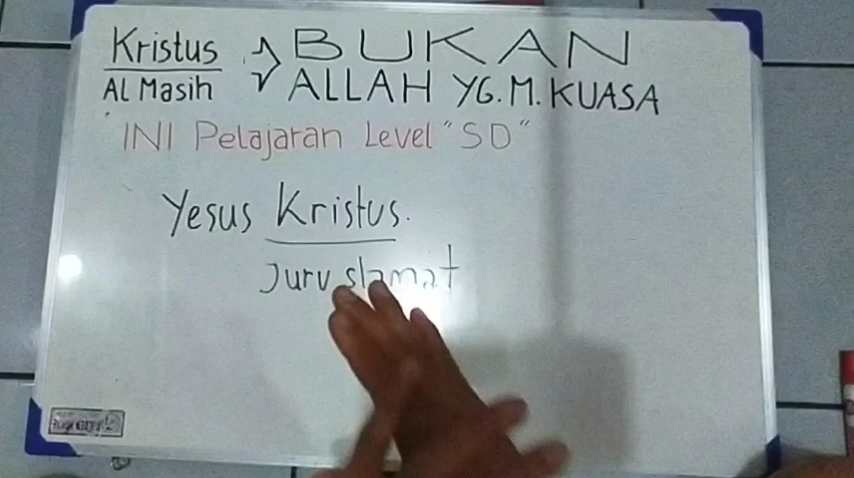 Kristus BUKAN
Al Masih ALLAH YG. M. KUASA
INI Pelajaran Level "SD"
Yesus Kristus.
Juru slamat